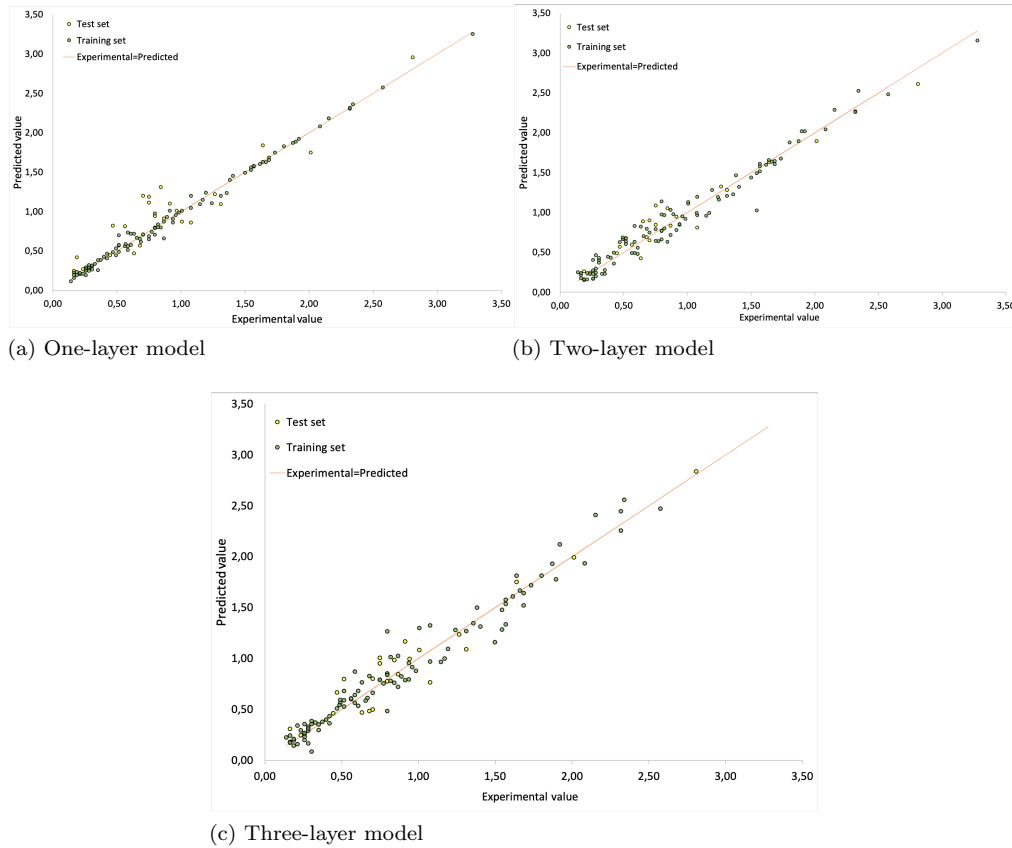 3,50
3,00
2,50
2,00
1,50
1,00
0,50
0,00
Predicted value
Test set
Training set
Experimental=Predicted
0,00 0,50 1,00 1,50 2,00 2,50 3,00 3,50
Experimental value
(a) One-layer model
3,50
3,00
2,50
2,00
1,50
1,00
0,50
0,00
Predicted value
Test set
Training set
Experimental=Predicted
0,00 0,50 1,00 1,50 2,00 2,50 3,00 3,50
Experimental value
(b) Two-layer model
3,50
3,00
2,50
2,00
1,50
1,00
0,50
0,00
Predicted value
Test set
Training set
Experimental=Predicted
0,00 0,50 1,00 1,50 2,00 2,50 3,00 3,50
Experimental value
(c) Three-layer model